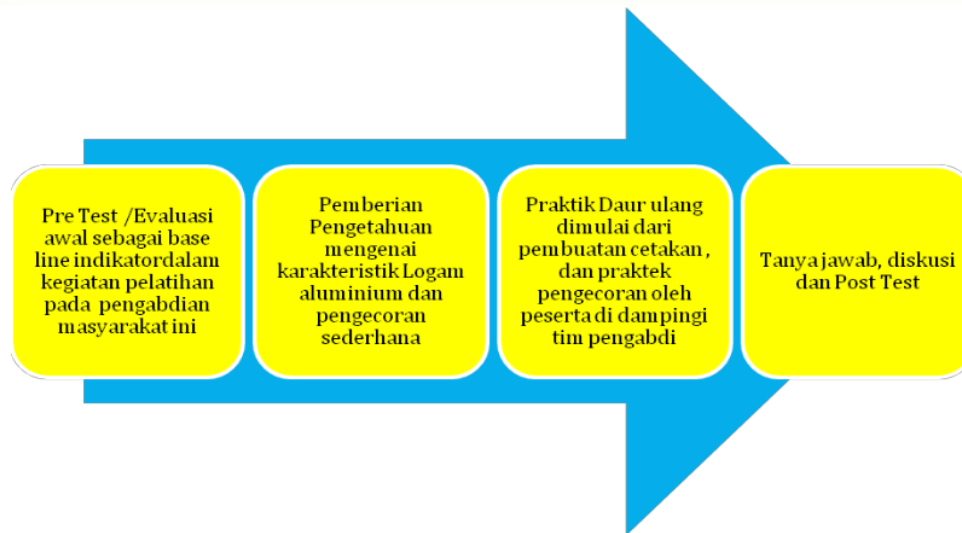 Pre Test /Evaluasi
awal sebagai base
line indikatordalam
kegiatan pelatihan
pada pengabdian
masyarakat ini
Pemberian
Pengetahuan
mengenai
karakteristik Logam
aluminium dan
pengecoran
sederhana
Praktik Daur ulang
dimulai dari
pembuatan cetakan ,
dan praktek
pengecoran oleh
peserta di dampingi
tim pengabdi
Tanya jawab, diskusi
dan Post Test